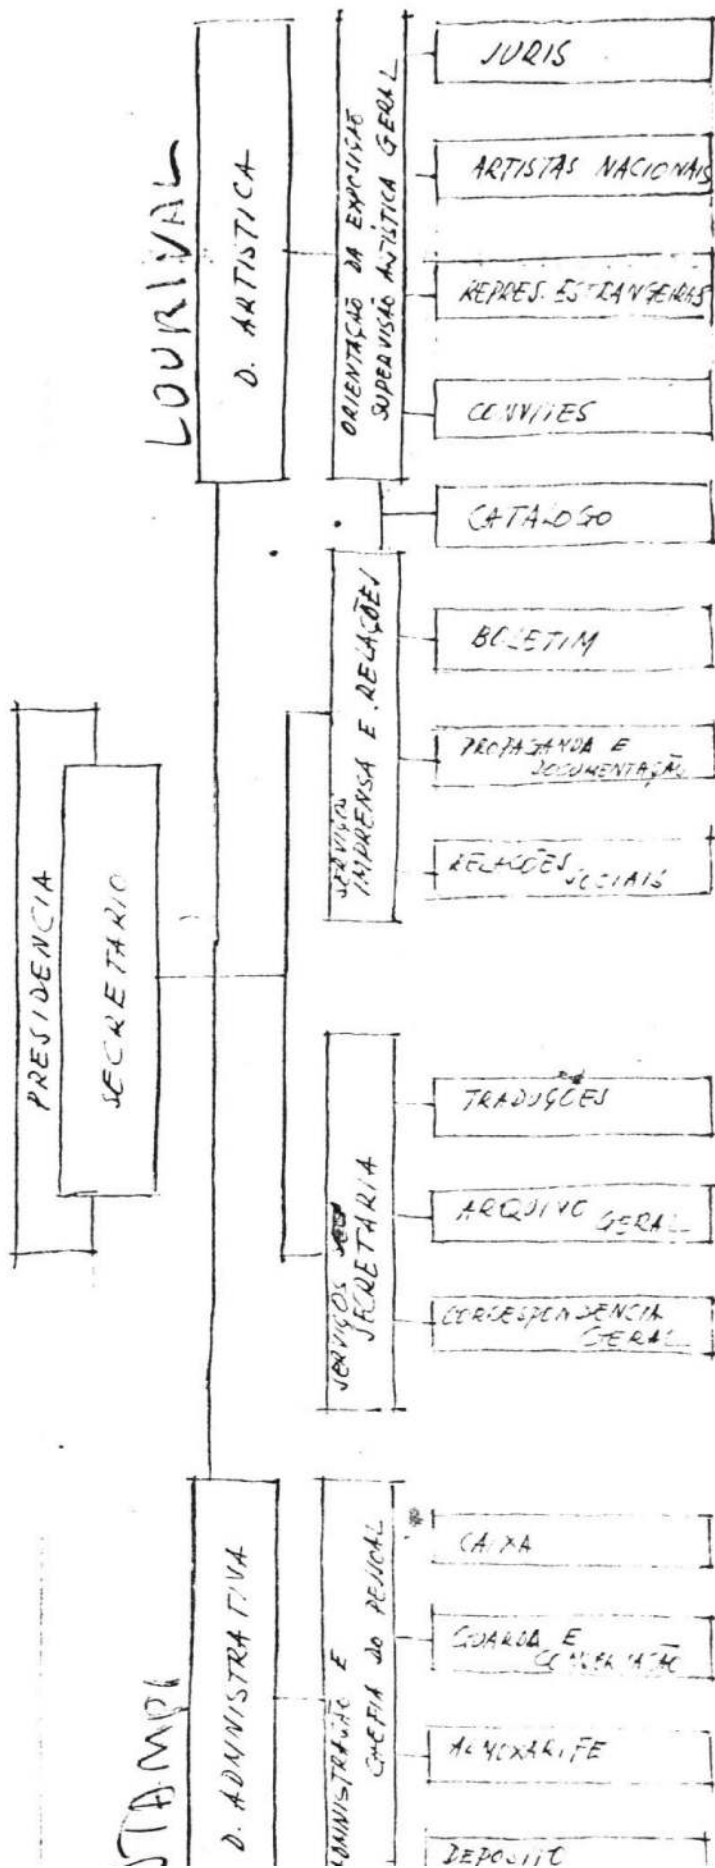 PRESIDENCIA
SECRETARIO
LOURIVAL
D. ARTISTICA
ORIENTAÇÃO DA EXPOSIÇÃO
SUPERVISÃO ARTÍSTICA GERAL
JURIS
ARTISTAS NACIONAIS
REPRES. ESTRANGEIRAS
CONVITES
CATALOGO
SERVIÇOS
IMPRENSA E RELAÇÕES
BOLETIM
PROPAGANDA E
DOCUMENTAÇÃO
RELAÇÕES
SOCIAIS
SERVIÇOS
SECRETARIA
TRADUÇÕES
ARQUIVO GERAL
CORRESPONDENCIA
GERAL
D. ADMINISTRATIVA
ADMINISTRAÇÃO E
CHEFIA DO PESSOAL
CAIXA
GUARDA E
CONSERVAÇÃO
ALMOXARIFE
DEPOSITO